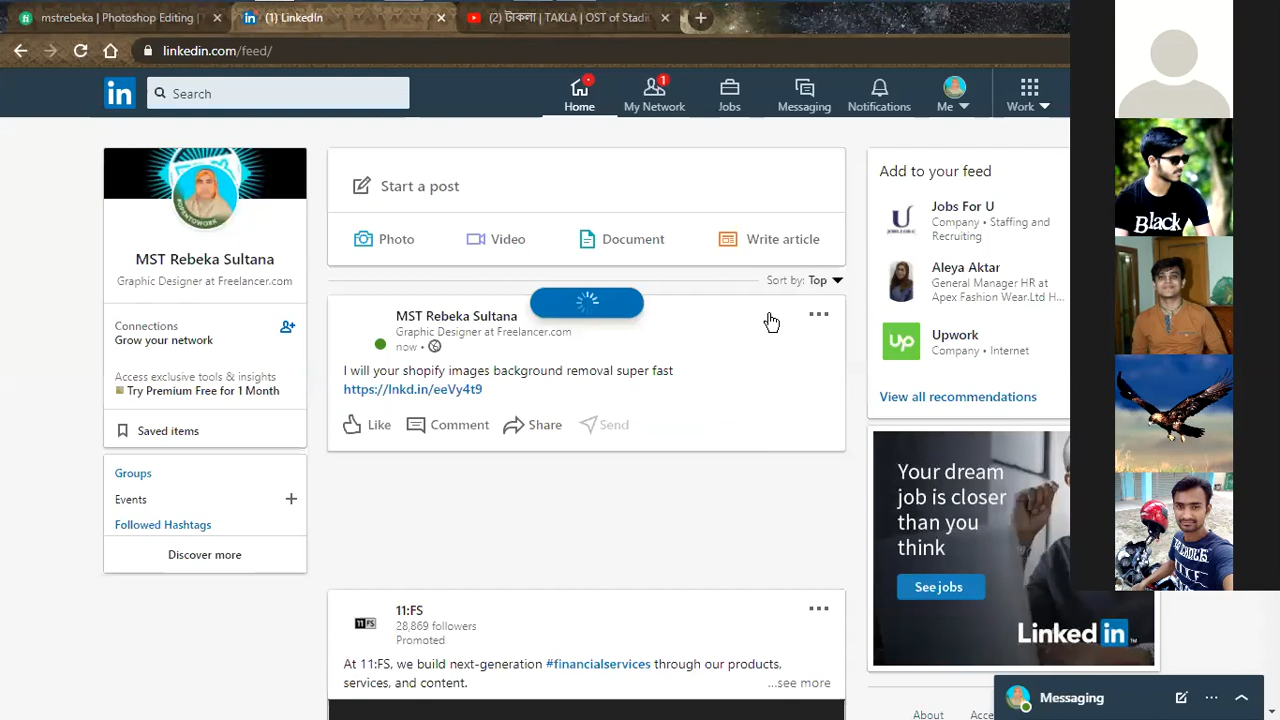 mstrebeka | Photoshop Editing |
(1) LinkedIn
(2) টাকলা | TAKLA | OST of Stadi
linkedin.com/feed/
in
Search
Home
1
My Network
Jobs
Messaging
Notifications
Me
Work
#OPENTOWORK
MST Rebeka Sultana
Graphic Designer at Freelancer.com
Connections
Grow your network
Access exclusive tools & insights
Try Premium Free for 1 Month
Saved items
Groups
Events
Followed Hashtags
Discover more
Start a post
Photo
Video
Document
Write article
Sort by: Top
MST Rebeka Sultana
Graphic Designer at Freelancer.com
now •
I will your shopify images background removal super fast
https://lnkd.in/eeVy4t9
Like
Comment
Share
Send
11:FS
11:FS
28,869 followers
Promoted
At 11:FS, we build next-generation #financialservices through our products,
services, and content.
...see more
Add to your feed
Jobs For U
Company • Staffing and
Recruiting
Aleya Aktar
General Manager HR at
Apex Fashion Wear.Ltd H...
up
Upwork
Company • Internet
View all recommendations
Your dream
job is closer
than you
think
See jobs
Linked in
Messaging
About
Acce
Black